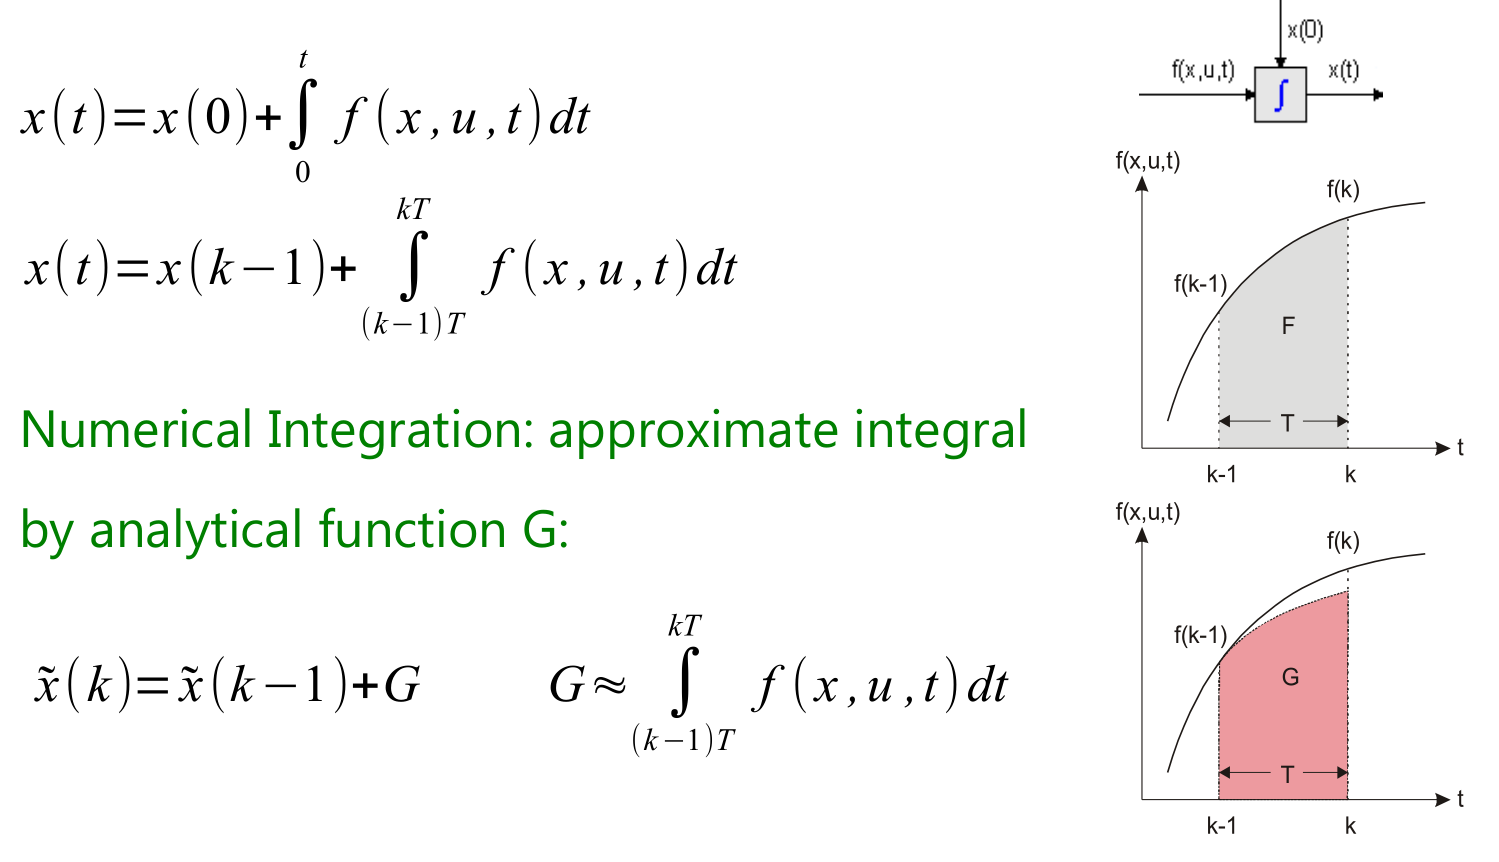 x(t)=x(0)+∫₀ᵗ f(x,u,t)dt
x(t)=x(k−1)+∫₍ₖ₋₁₎T^kT f(x,u,t)dt
Numerical Integration: approximate integral
by analytical function G:
x̃(k)=x̃(k−1)+G
G≈∫₍ₖ₋₁₎T^kT f(x,u,t)dt
x(0)
f(x,u,t)
∫
x(t)
f(x,u,t)
f(k)
f(k-1)
F
T
t
k-1
k
f(x,u,t)
f(k)
f(k-1)
G
T
t
k-1
k